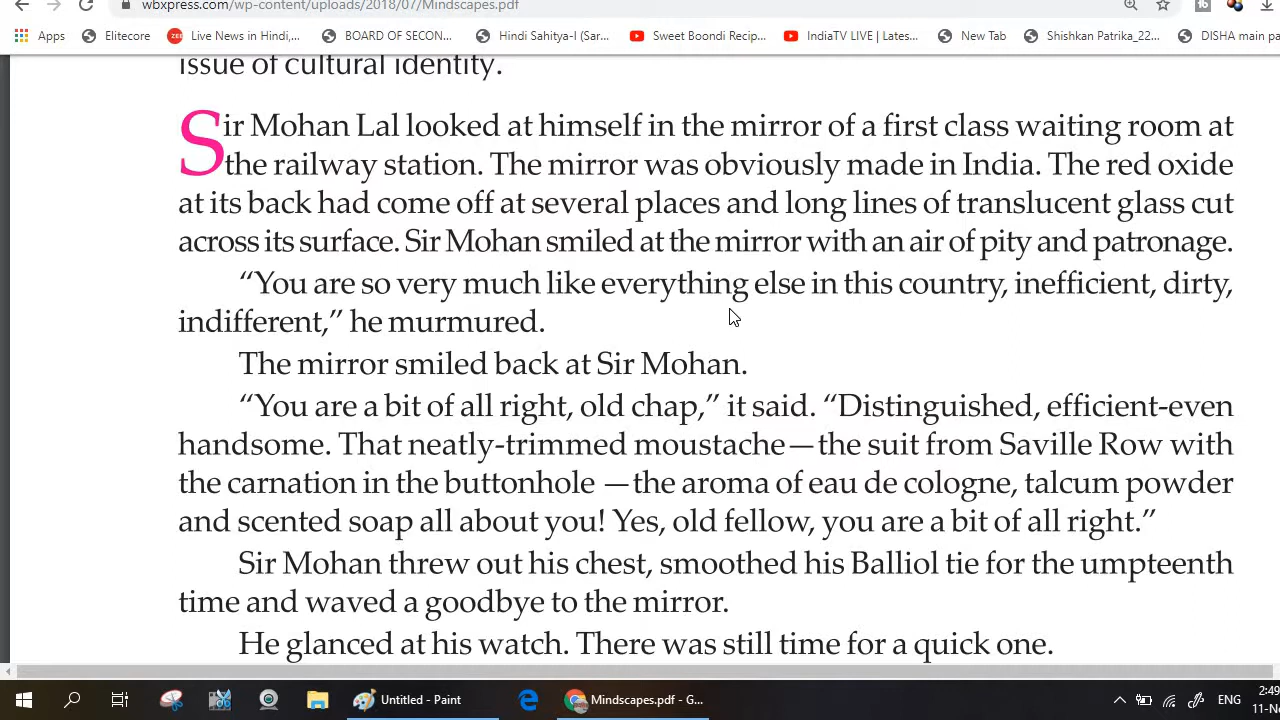 wbxpress.com/wp-content/uploads/2018/07/Mindscapes.pdf
Apps Elitecore Live News in Hindi,... BOARD OF SECON... Hindi Sahitya-I (Sar... Sweet Boondi Recip... IndiaTV LIVE | Lates... New Tab Shishkan Patrika_22... DISHA main pa
issue of cultural identity.
Sir Mohan Lal looked at himself in the mirror of a first class waiting room at
the railway station. The mirror was obviously made in India. The red oxide
at its back had come off at several places and long lines of translucent glass cut
across its surface. Sir Mohan smiled at the mirror with an air of pity and patronage.
“You are so very much like everything else in this country, inefficient, dirty,
indifferent,” he murmured.
The mirror smiled back at Sir Mohan.
“You are a bit of all right, old chap,” it said. “Distinguished, efficient-even
handsome. That neatly-trimmed moustache—the suit from Saville Row with
the carnation in the buttonhole —the aroma of eau de cologne, talcum powder
and scented soap all about you! Yes, old fellow, you are a bit of all right.”
Sir Mohan threw out his chest, smoothed his Balliol tie for the umpteenth
time and waved a goodbye to the mirror.
He glanced at his watch. There was still time for a quick one.
Untitled - Paint Mindscapes.pdf - G... ENG 2:49
11-N